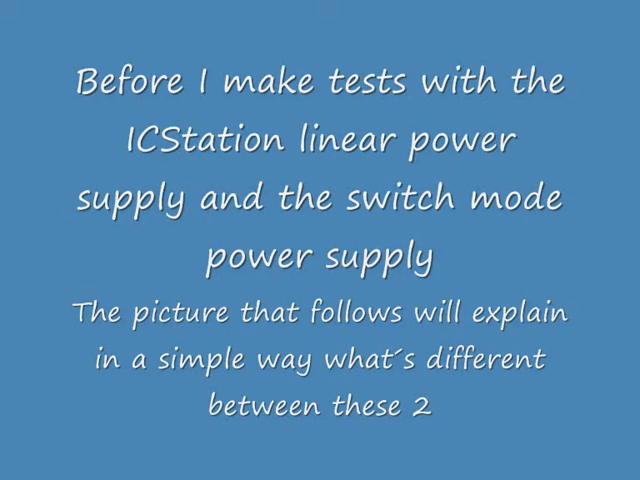 Before I make tests with the
ICStation linear power
supply and the switch mode
power supply
The picture that follows will explain
in a simple way what´s different
between these 2